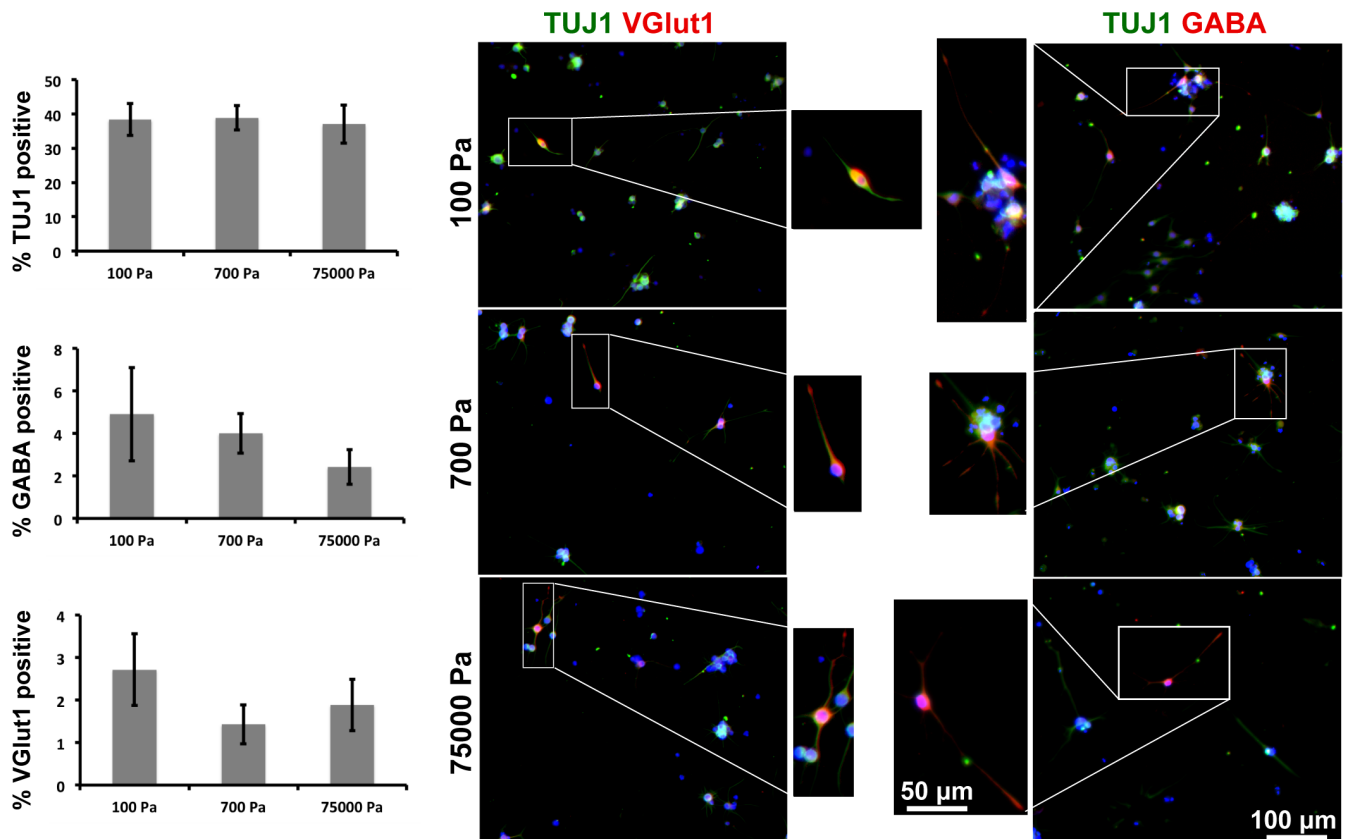 TUJ1 VGlut1
TUJ1 GABA
% TUJ1 positive
50
40
30
20
10
0
100 Pa
700 Pa
75000 Pa
% GABA positive
8
6
4
2
0
100 Pa
700 Pa
75000 Pa
% VGlut1 positive
4
3
2
1
0
100 Pa
700 Pa
75000 Pa
100 Pa
700 Pa
75000 Pa
50 µm
100 µm